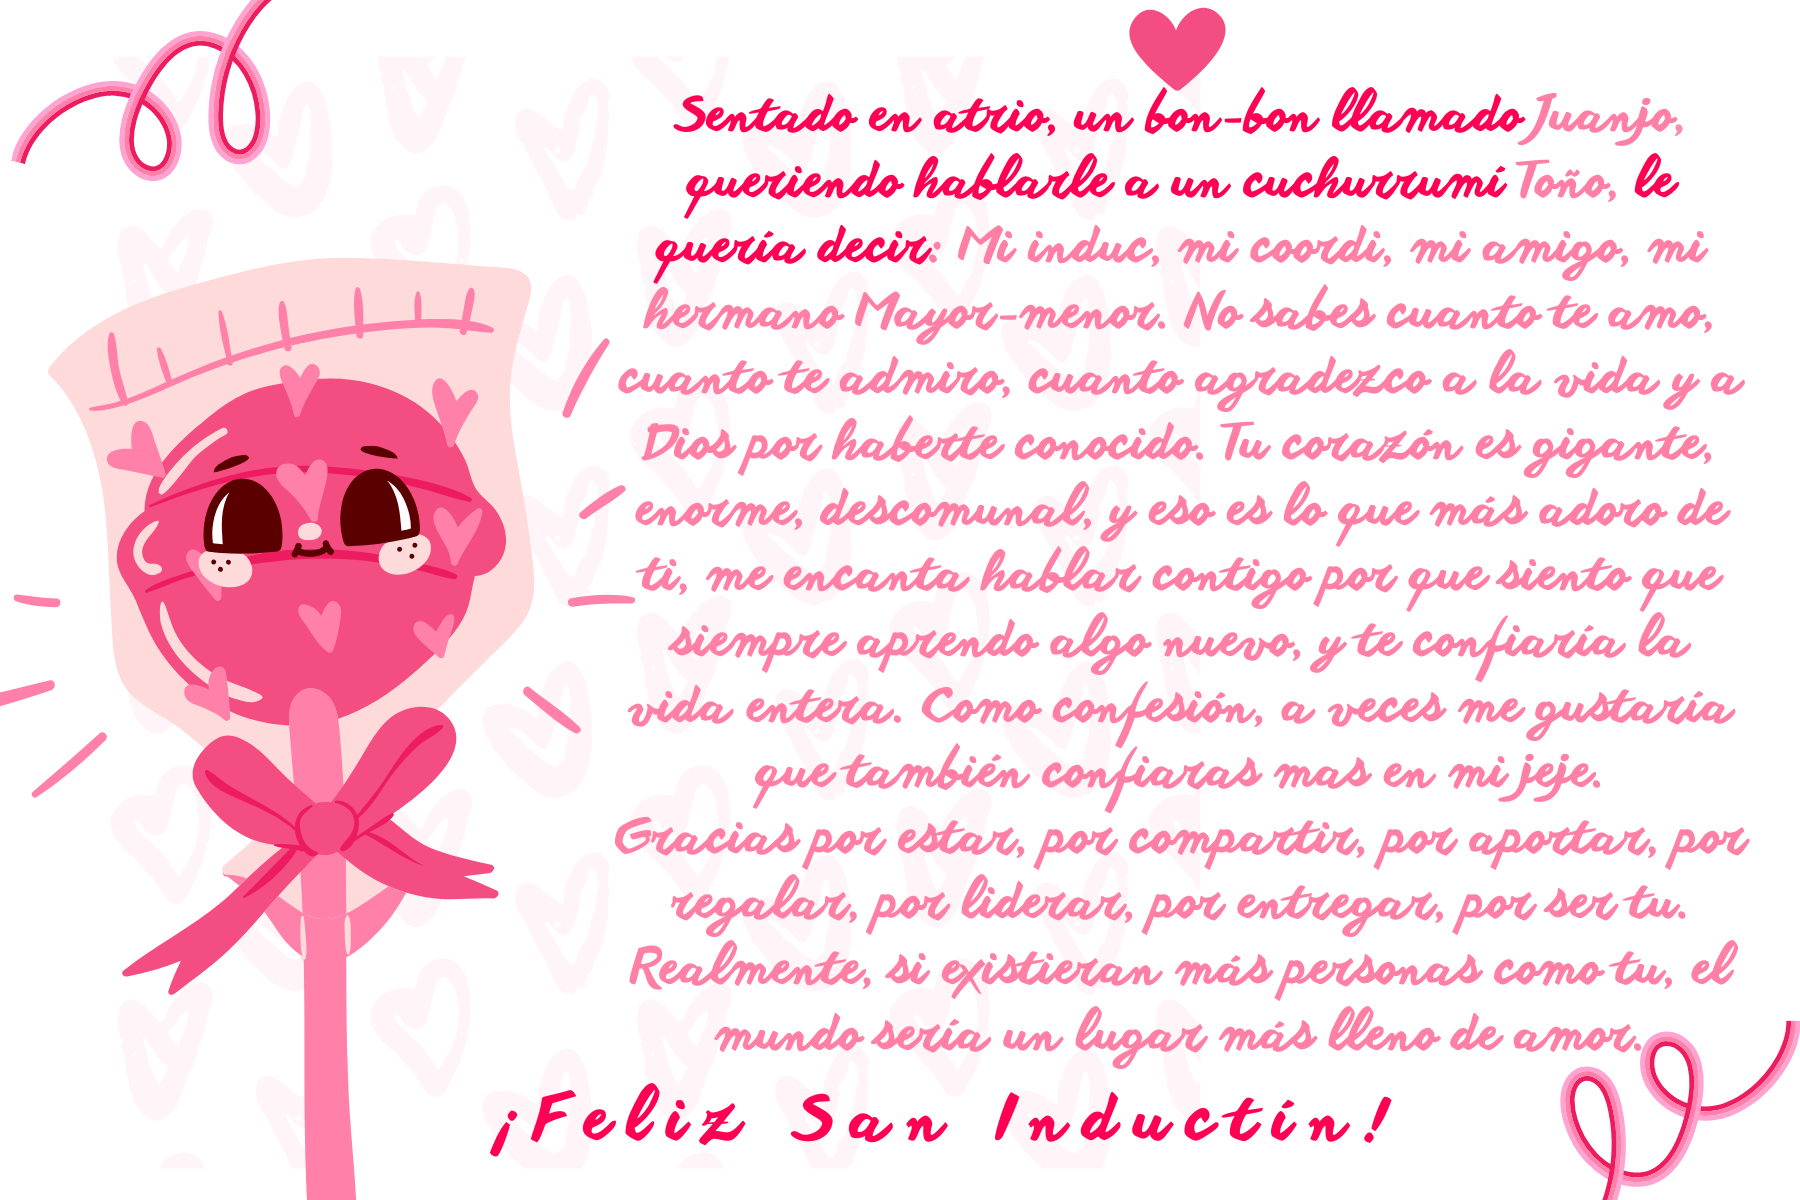 Sentado en atrio, un bon-bon llamado Juanjo,
queriendo hablarle a un cuchurrumí Toño, le
quería decir: Mi induc, mi coordi, mi amigo, mi
hermano Mayor-menor. No sabes cuanto te amo,
cuanto te admiro, cuanto agradezco a la vida y a
Dios por haberte conocido. Tu corazón es gigante,
enorme, descomunal, y eso es lo que más adoro de
ti, me encanta hablar contigo por que siento que
siempre aprendo algo nuevo, y te confiaría la
vida entera. Como confesión, a veces me gustaría
que también confiaras mas en mi jeje.
Gracias por estar, por compartir, por aportar, por
regalar, por liderar, por entregar, por ser tu.
Realmente, si existieran más personas como tu, el
mundo sería un lugar más lleno de amor.
¡Feliz San Inductín!